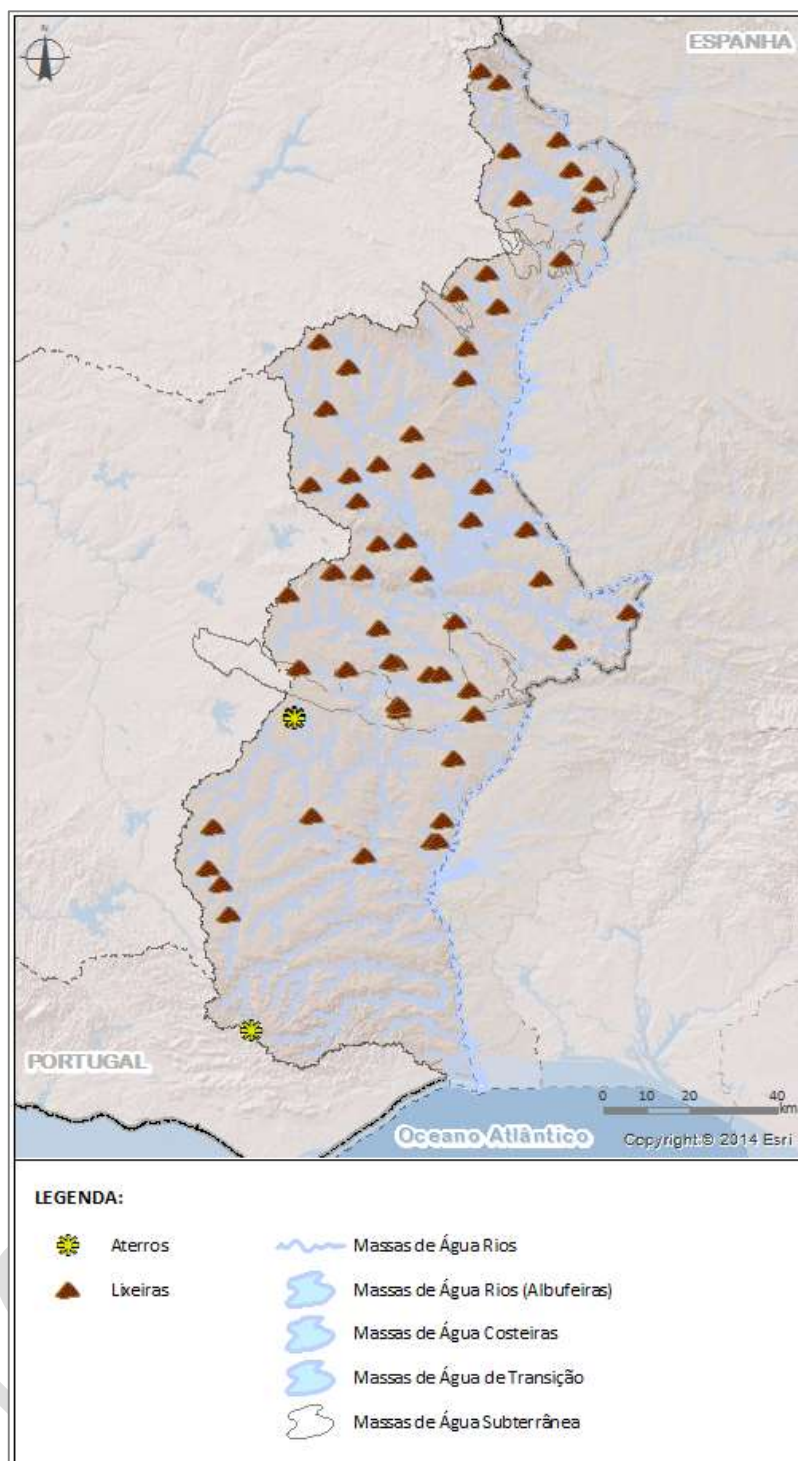 N
ESPANHA
PORTUGAL
0 10 20 40
km
Oceano Atlântico
Copyright:© 2014 Esri
LEGENDA:
Aterros
Lixeiras
Massas de Água Rios
Massas de Água Rios (Albufeiras)
Massas de Água Costeiras
Massas de Água de Transição
Massas de Água Subterrânea